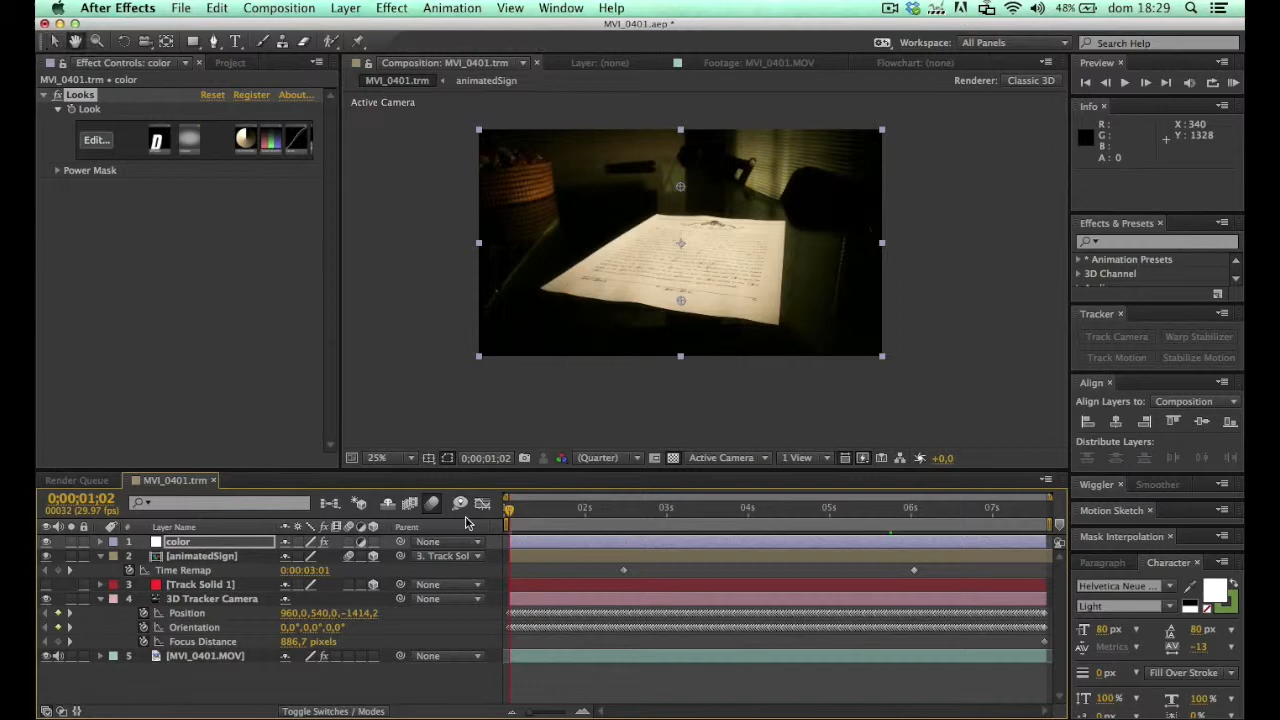 After Effects File Edit Composition Layer Effect Animation View Window Help 48% dom 18:29
MVI_0401.aep *
Workspace: All Panels Search Help
Effect Controls: color Project
Composition: MVI_0401.trm Layer: (none) Footage: MVI_0401.MOV Flowchart: (none)
Preview
MVI_0401.trm • color
MVI_0401.trm animatedSign Renderer: Classic 3D
fx Looks Reset Register About...
Active Camera
Look
Info
Edit...
R: X: 340
G: Y: 1328
B:
A: 0
Power Mask
Effects & Presets
* Animation Presets
3D Channel
Tracker
Track Camera Warp Stabilizer
Track Motion Stabilize Motion
Align
Align Layers to: Composition
Distribute Layers:
25% 0;00;01;02 (Quarter) Active Camera 1 View +0,0
Render Queue MVI_0401.trm
Wiggler Smoother
0;00;01;02
00032 (29.97 fps)
02s 03s 04s 05s 06s 07s
Motion Sketch
# Layer Name Parent
Mask Interpolation
1 color None
2 [animatedSign] 3. Track Sol
Time Remap 0:00:03:01
3 [Track Solid 1] None
4 3D Tracker Camera None
Position 960,0,540,0,-1414,2
Orientation 0,0°,0,0°,0,0°
Focus Distance 886,7 pixels
5 [MVI_0401.MOV] None
Toggle Switches / Modes
Paragraph Character
Helvetica Neue
Light
80 px 80 px
Metrics -13
0 px Fill Over Stroke
100% 100%
0 px 0 %